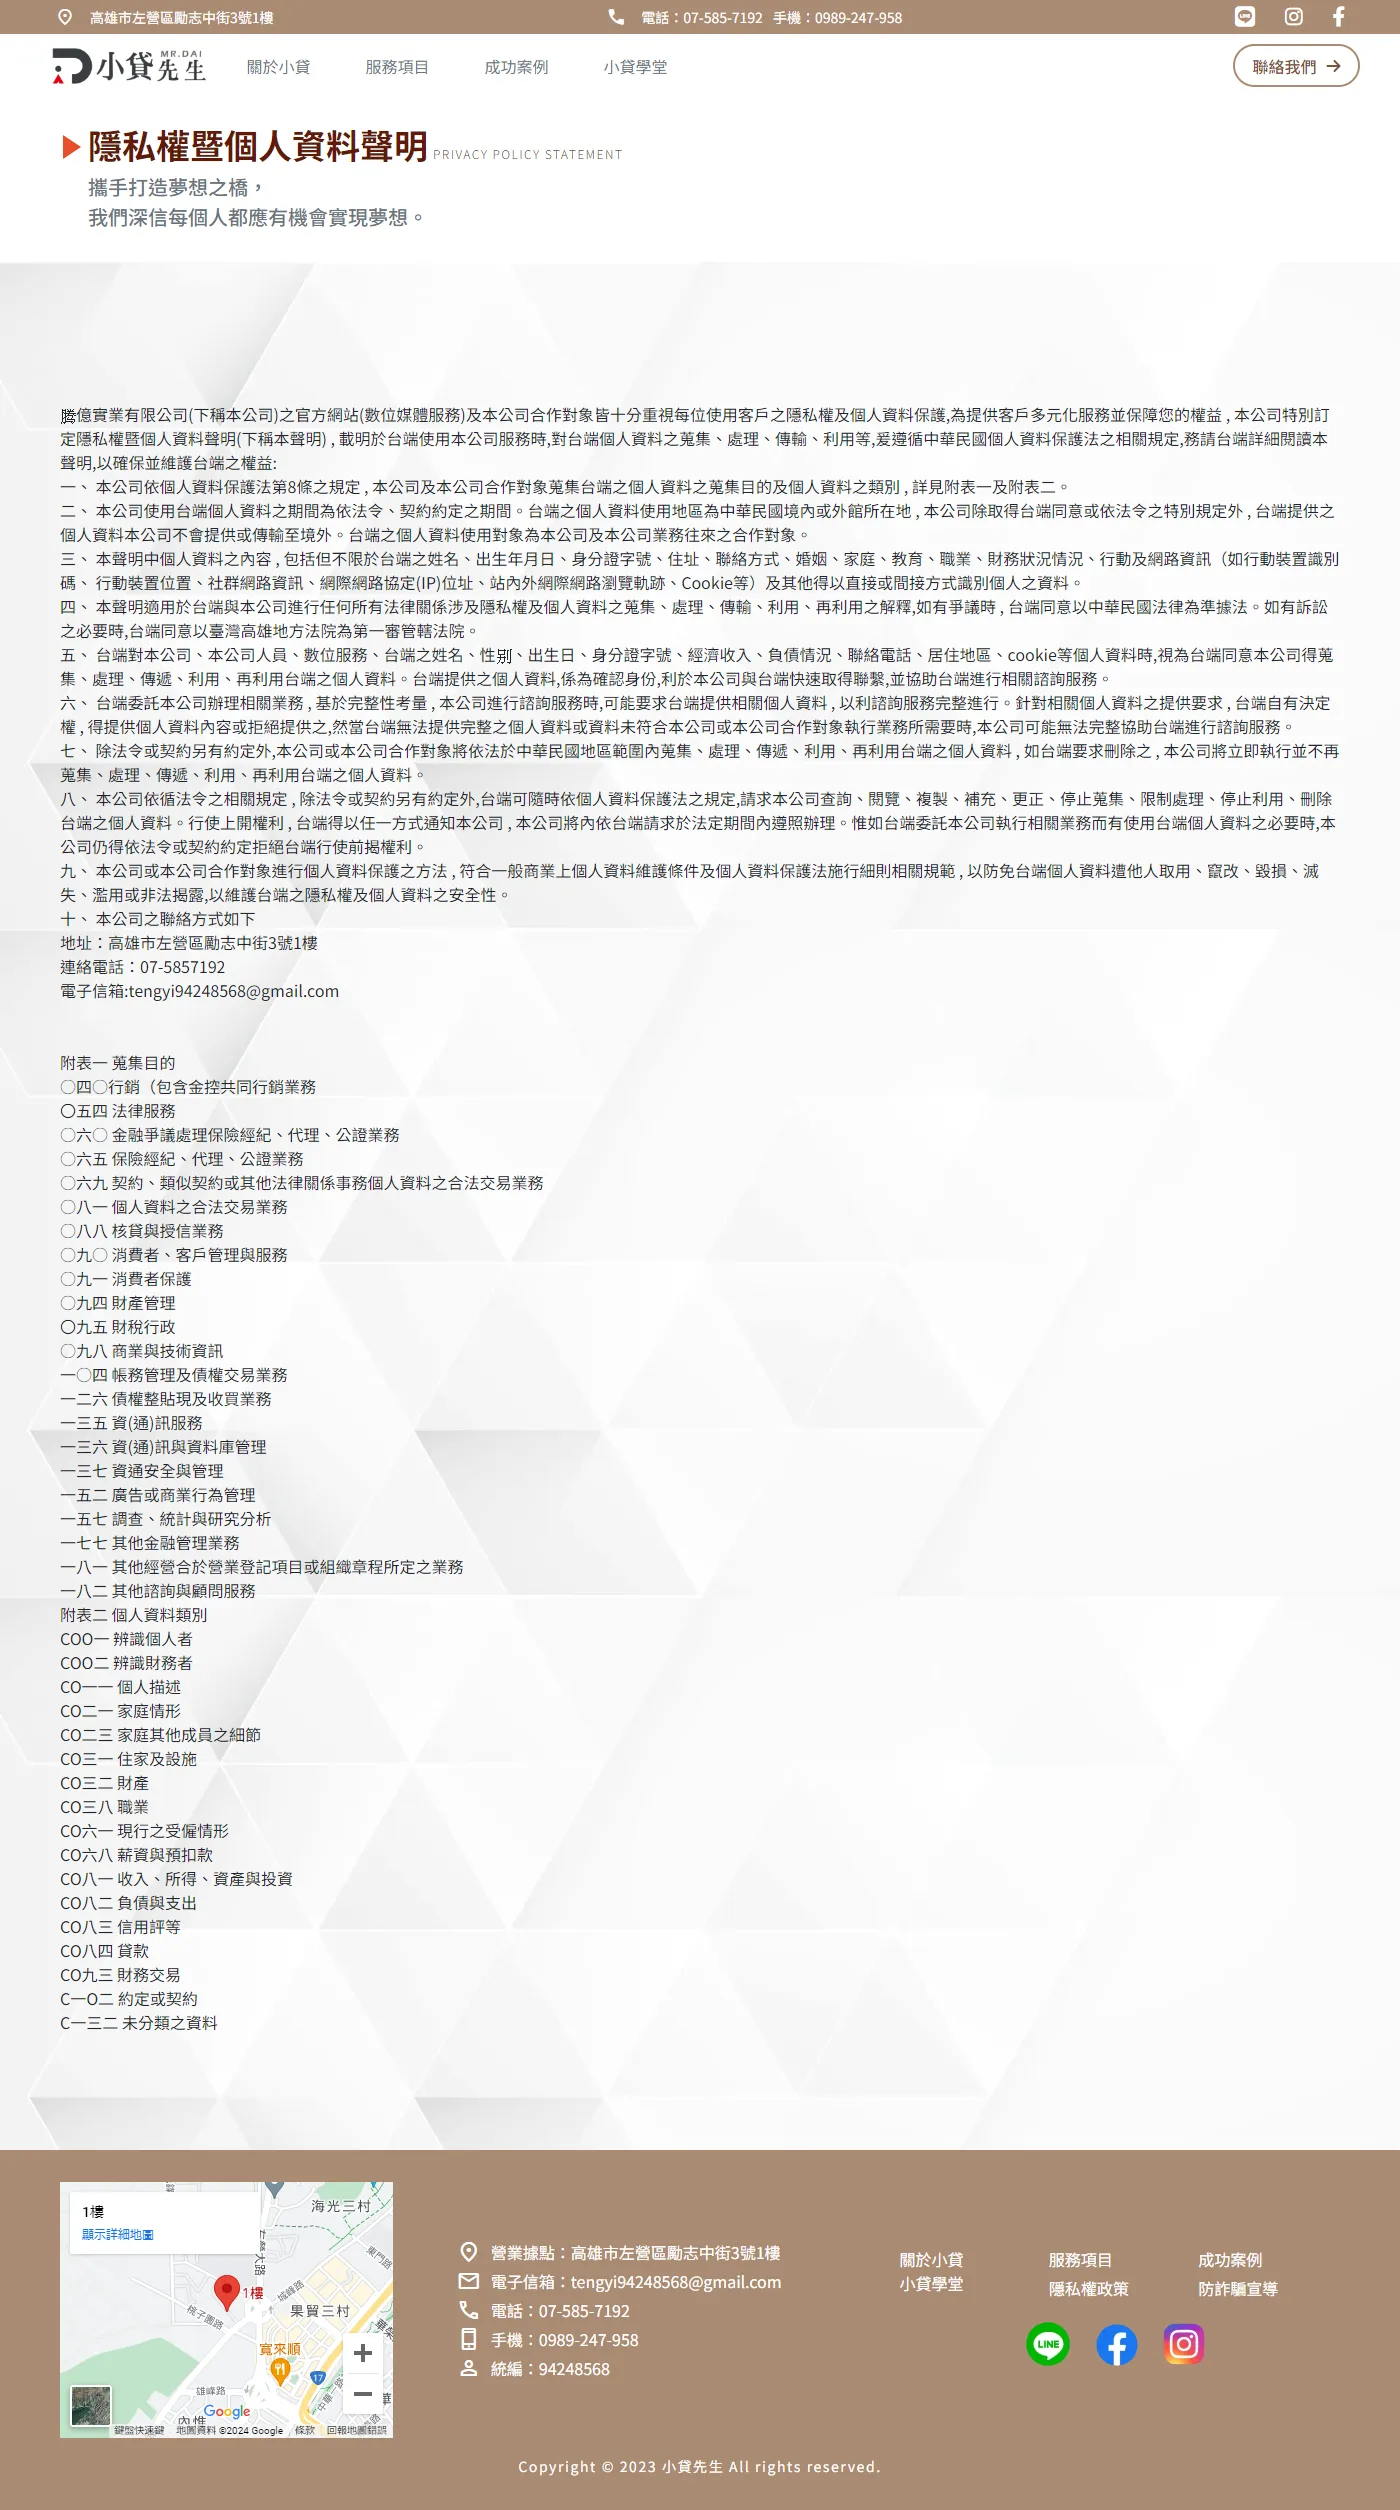 高雄市左營區勵志中街3號1樓
電話：07-585-7192 手機：0989-247-958
小貸先生 MR.DAI
關於小貸 服務項目 成功案例 小貸學堂
聯絡我們
隱私權暨個人資料聲明 PRIVACY POLICY STATEMENT
攜手打造夢想之橋，
我們深信每個人都應有機會實現夢想。
騰億實業有限公司(下稱本公司)之官方網站(數位媒體服務)及本公司合作對象皆十分重視每位使用客戶之隱私權及個人資料保護,為提供客戶多元化服務並保障您的權益 , 本公司特別訂
定隱私權暨個人資料聲明(下稱本聲明) , 載明於台端使用本公司服務時,對台端個人資料之蒐集、處理、傳輸、利用等,爰遵循中華民國個人資料保護法之相關規定,務請台端詳細閱讀本
聲明,以確保並維護台端之權益:
一、 本公司依個人資料保護法第8條之規定 , 本公司及本公司合作對象蒐集台端之個人資料之蒐集目的及個人資料之類別 , 詳見附表一及附表二。
二、 本公司使用台端個人資料之期間為依法令、契約約定之期間。台端之個人資料使用地區為中華民國境內或外館所在地 , 本公司除取得台端同意或依法令之特別規定外 , 台端提供之
個人資料本公司不會提供或傳輸至境外。台端之個人資料使用對象為本公司及本公司業務往來之合作對象。
三、 本聲明中個人資料之內容 , 包括但不限於台端之姓名、出生年月日、身分證字號、住址、聯絡方式、婚姻、家庭、教育、職業、財務狀況情況、行動及網路資訊（如行動裝置識別
碼、 行動裝置位置、社群網路資訊、網際網路協定(IP)位址、站內外網際網路瀏覽軌跡、Cookie等）及其他得以直接或間接方式識別個人之資料。
四、 本聲明適用於台端與本公司進行任何所有法律關係涉及隱私權及個人資料之蒐集、處理、傳輸、利用、再利用之解釋,如有爭議時 , 台端同意以中華民國法律為準據法。如有訴訟
之必要時,台端同意以臺灣高雄地方法院為第一審管轄法院。
五、 台端對本公司、本公司人員、數位服務、台端之姓名、性别、出生日、身分證字號、經濟收入、負債情況、聯絡電話、居住地區、cookie等個人資料時,視為台端同意本公司得蒐
集、處理、傳遞、利用、再利用台端之個人資料。台端提供之個人資料,係為確認身份,利於本公司與台端快速取得聯繫,並協助台端進行相關諮詢服務。
六、 台端委託本公司辦理相關業務 , 基於完整性考量 , 本公司進行諮詢服務時,可能要求台端提供相關個人資料 , 以利諮詢服務完整進行。針對相關個人資料之提供要求 , 台端自有決定
權 , 得提供個人資料內容或拒絕提供之,然當台端無法提供完整之個人資料或資料未符合本公司或本公司合作對象執行業務所需要時,本公司可能無法完整協助台端進行諮詢服務。
七、 除法令或契約另有約定外,本公司或本公司合作對象將依法於中華民國地區範圍內蒐集、處理、傳遞、利用、再利用台端之個人資料 , 如台端要求刪除之 , 本公司將立即執行並不再
蒐集、處理、傳遞、利用、再利用台端之個人資料。
八、 本公司依循法令之相關規定 , 除法令或契約另有約定外,台端可隨時依個人資料保護法之規定,請求本公司查詢、閱覽、複製、補充、更正、停止蒐集、限制處理、停止利用、刪除
台端之個人資料。行使上開權利 , 台端得以任一方式通知本公司 , 本公司將內依台端請求於法定期間內遵照辦理。惟如台端委託本公司執行相關業務而有使用台端個人資料之必要時,本
公司仍得依法令或契約約定拒絕台端行使前揭權利。
九、 本公司或本公司合作對象進行個人資料保護之方法 , 符合一般商業上個人資料維護條件及個人資料保護法施行細則相關規範 , 以防免台端個人資料遭他人取用、竄改、毀損、滅
失、濫用或非法揭露,以維護台端之隱私權及個人資料之安全性。
十、 本公司之聯絡方式如下
地址：高雄市左營區勵志中街3號1樓
連絡電話：07-5857192
電子信箱:tengyi94248568@gmail.com
附表一 蒐集目的
○四○行銷（包含金控共同行銷業務
〇五四 法律服務
○六○ 金融爭議處理保險經紀、代理、公證業務
○六五 保險經紀、代理、公證業務
○六九 契約、類似契約或其他法律關係事務個人資料之合法交易業務
○八一 個人資料之合法交易業務
○八八 核貸與授信業務
○九○ 消費者、客戶管理與服務
○九一 消費者保護
○九四 財產管理
〇九五 財稅行政
○九八 商業與技術資訊
一○四 帳務管理及債權交易業務
一二六 債權整貼現及收買業務
一三五 資(通)訊服務
一三六 資(通)訊與資料庫管理
一三七 資通安全與管理
一五二 廣告或商業行為管理
一五七 調查、統計與研究分析
一七七 其他金融管理業務
一八一 其他經營合於營業登記項目或組織章程所定之業務
一八二 其他諮詢與顧問服務
附表二 個人資料類別
COO一 辨識個人者
COO二 辨識財務者
CO一一 個人描述
CO二一 家庭情形
CO二三 家庭其他成員之細節
CO三一 住家及設施
CO三二 財產
CO三八 職業
CO六一 現行之受僱情形
CO六八 薪資與預扣款
CO八一 收入、所得、資產與投資
CO八二 負債與支出
CO八三 信用評等
CO八四 貸款
CO九三 財務交易
C一O二 約定或契約
C一三二 未分類之資料
1樓
顯示詳細地圖
海光三村
東門路
城峰路
1樓
桃子園路
果貿三村
寬來順
17
雄峰路
中華一路
內惟
Google
鍵盤快速鍵 地圖資料 ©2024 Google 條款 回報地圖錯誤
營業據點：高雄市左營區勵志中街3號1樓
電子信箱：tengyi94248568@gmail.com
電話：07-585-7192
手機：0989-247-958
統編：94248568
關於小貸 服務項目 成功案例
小貸學堂 隱私權政策 防詐騙宣導
LINE
Copyright © 2023 小貸先生 All rights reserved.